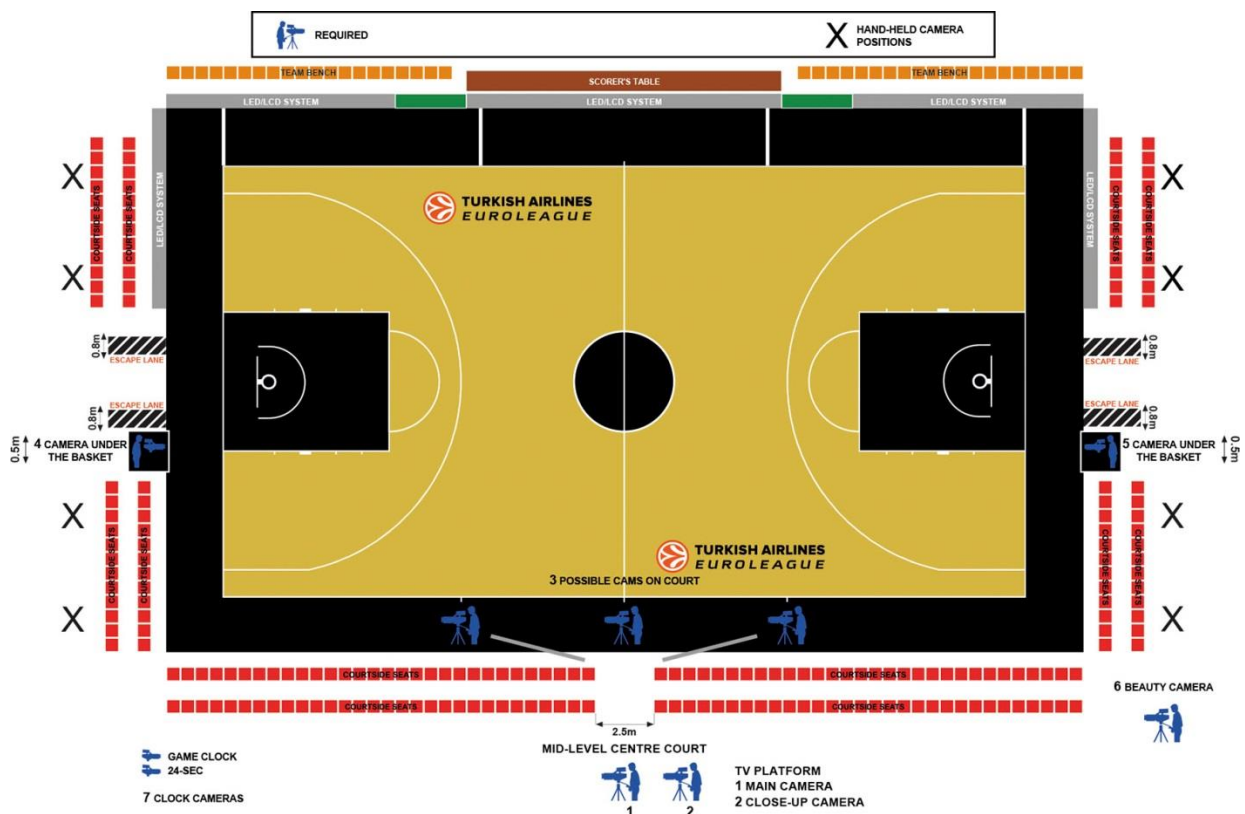 REQUIRED
HAND-HELD CAMERA
POSITIONS
TEAM BENCH
SCORER'S TABLE
TEAM BENCH
LED/LCD SYSTEM
LED/LCD SYSTEM
LED/LCD SYSTEM
X
COURTSIDE SEATS
COURTSIDE SEATS
LED/LCD SYSTEM
X
TURKISH AIRLINES
EUROLEAGUE
LED/LCD SYSTEM
COURTSIDE SEATS
COURTSIDE SEATS
X
X
0.8m
ESCAPE LANE
0.8m
ESCAPE LANE
ESCAPE LANE
0.8m
ESCAPE LANE
0.8m
0.5m
4 CAMERA UNDER
THE BASKET
5 CAMERA UNDER
THE BASKET
0.5m
X
COURTSIDE SEATS
COURTSIDE SEATS
X
TURKISH AIRLINES
EUROLEAGUE
3 POSSIBLE CAMS ON COURT
COURTSIDE SEATS
COURTSIDE SEATS
X
X
COURTSIDE SEATS
COURTSIDE SEATS
COURTSIDE SEATS
COURTSIDE SEATS
2.5m
6 BEAUTY CAMERA
MID-LEVEL CENTRE COURT
GAME CLOCK
24-SEC
7 CLOCK CAMERAS
1
2
TV PLATFORM
1 MAIN CAMERA
2 CLOSE-UP CAMERA